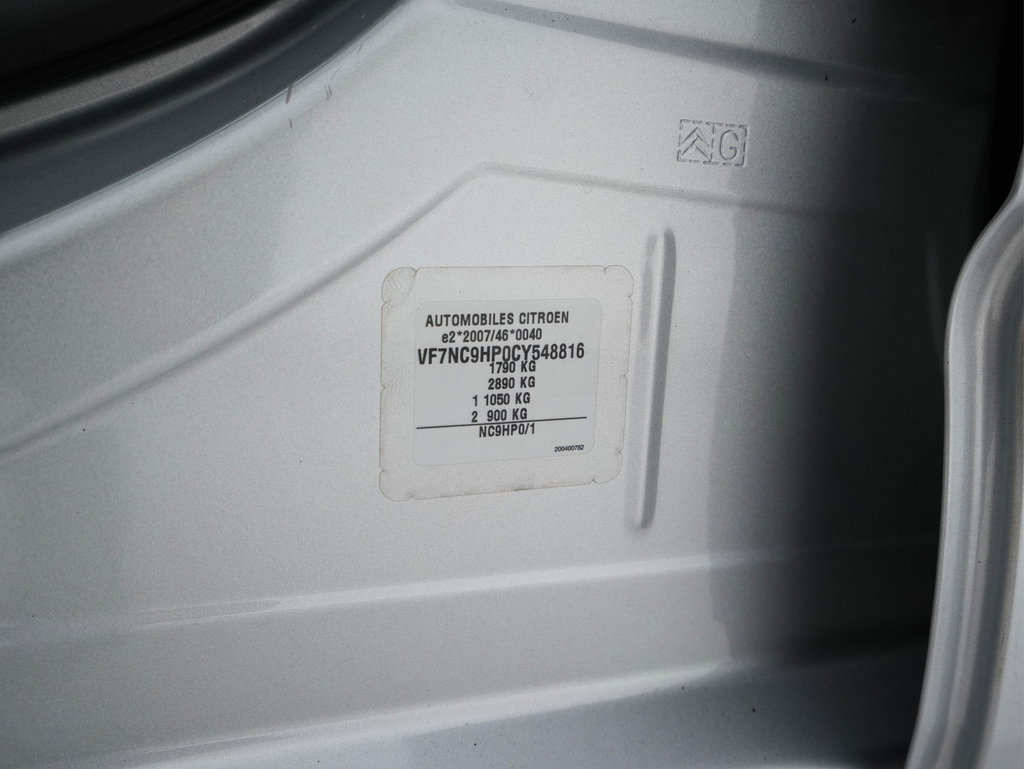 G
AUTOMOBILES CITROEN
e2*2007/46*0040
VF7NC9HP0CY548816
1790 KG
2890 KG
1 1050 KG
2 900 KG
NC9HP0/1
200400782